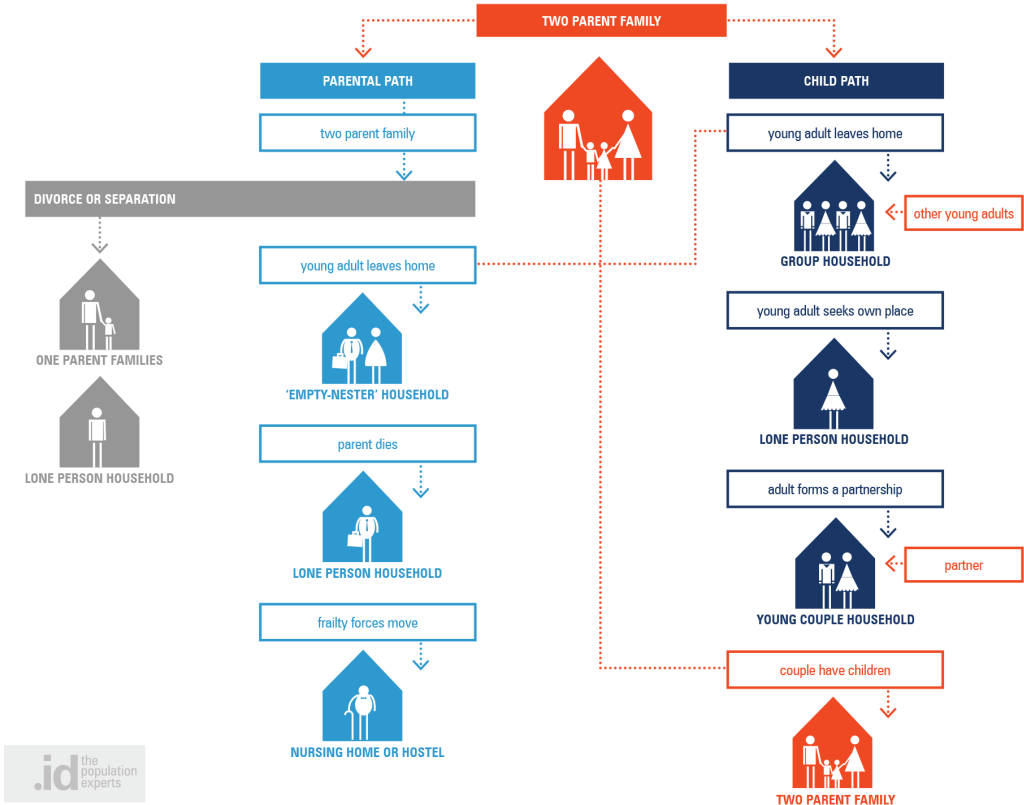 TWO PARENT FAMILY
PARENTAL PATH
two parent family
DIVORCE OR SEPARATION
ONE PARENT FAMILIES
LONE PERSON HOUSEHOLD
young adult leaves home
'EMPTY-NESTER' HOUSEHOLD
parent dies
LONE PERSON HOUSEHOLD
frailty forces move
NURSING HOME OR HOSTEL
CHILD PATH
young adult leaves home
other young adults
GROUP HOUSEHOLD
young adult seeks own place
LONE PERSON HOUSEHOLD
adult forms a partnership
partner
YOUNG COUPLE HOUSEHOLD
couple have children
TWO PARENT FAMILY
.id
the
population
experts